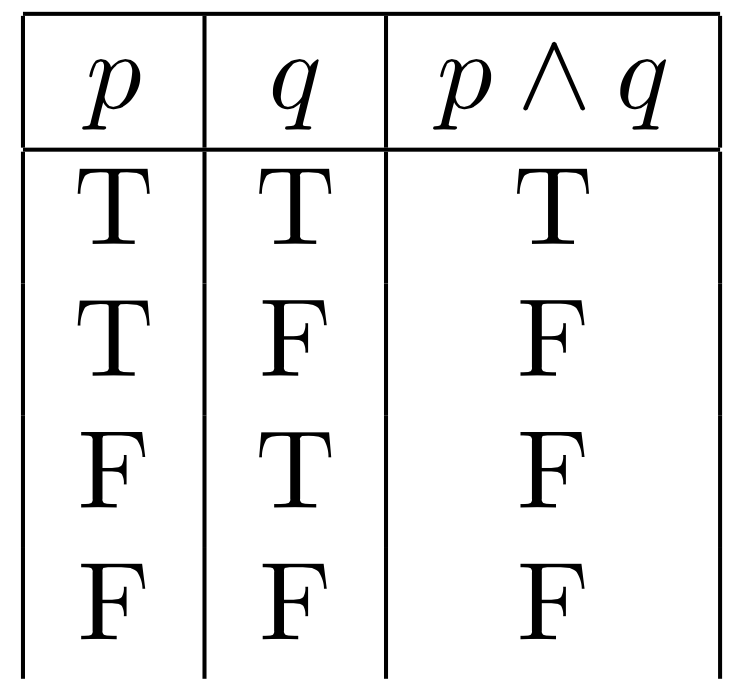 p q p ∧ q
T T T
T F F
F T F
F F F